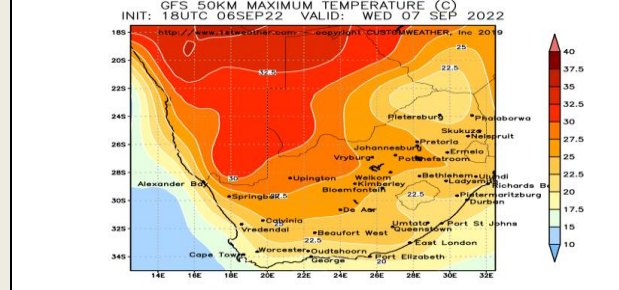 GFS 50KM MAXIMUM TEMPERATURE (C)
INIT: 18UTC 06SEP22 VALID: WED 07 SEP 2022
http://www.1stweather.com -- copyright CUSTOMWEATHER, Inc 2019
18S
20S
22S
24S
26S
28S
30S
32S
34S
14E 16E 18E 20E 22E 24E 26E 28E 30E 32E
40
37.5
35
32.5
30
27.5
25
22.5
20
17.5
15
10
25
22.5
32.5
30
22.5
22.5
22.5
20
Pietersburg
Phalaborwa
Skukuza
Nelspruit
Pretoria
Johannesburg
Ermelo
Vryburg
Potchefstroom
Alexander Bay
Upington
Welkom
Kimberley
Bloemfontein
Bethlehem
Ulundi
Ladysmith
Richards B
Pietermaritzburg
Durban
Springbok
De Aar
Calvinia
Vredendal
Beaufort West
Umtata
Queenstown
Port St Johns
East London
Cape Town
Worcester
Oudtshoorn
George
Port Elizabeth